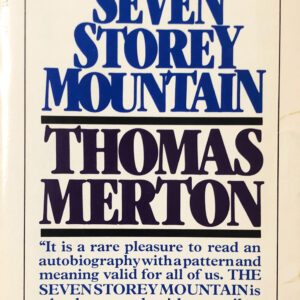 SEVEN
STOREY
MOUNTAIN
THOMAS
MERTON
“It is a rare pleasure to read an
autobiography with a pattern and
meaning valid for all of us. THE
SEVEN STOREY MOUNTAIN is